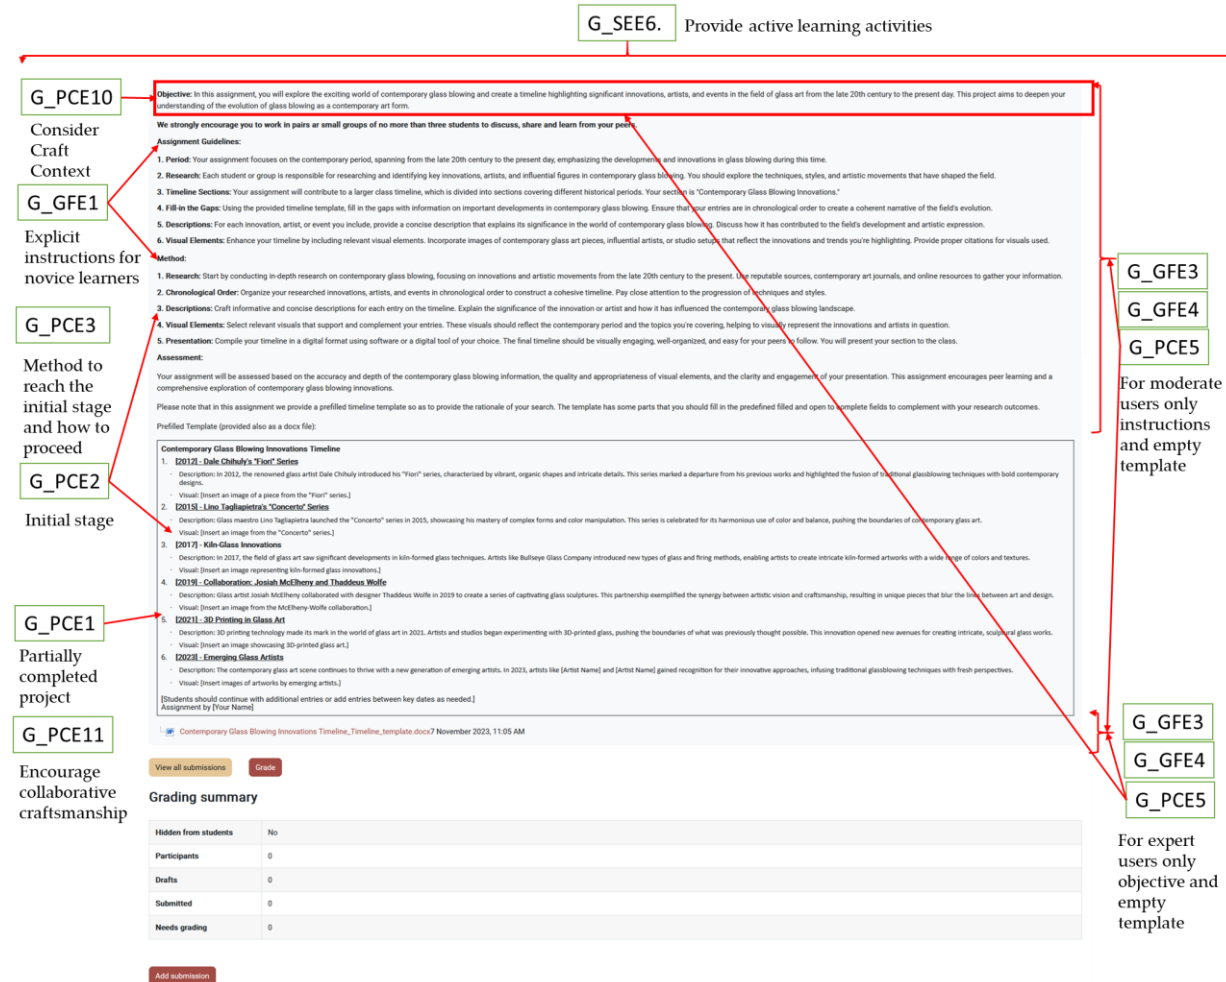 G_SEE6. Provide active learning activities
G_PCE10
Consider
Craft
Context
G_GFE1
Explicit
instructions for
novice learners
G_PCE3
Method to
reach the
initial stage
and how to
proceed
G_PCE2
Initial stage
G_PCE1
Partially
completed
project
G_PCE11
Encourage
collaborative
craftsmanship
Objective: In this assignment, you will explore the exciting world of contemporary glass blowing and create a timeline highlighting significant innovations, artists, and events in the field of glass art from the late 20th century to the present day. This project aims to deepen your
understanding of the evolution of glass blowing as a contemporary art form.
We strongly encourage you to work in pairs ar small groups of no more than three students to discuss, share and learn from your peers.
Assignment Guidelines:
1. Period: Your assignment focuses on the contemporary period, spanning from the late 20th century to the present day, emphasizing the developments and innovations in glass blowing during this time.
2. Research: Each student or group is responsible for researching and identifying key innovations, artists, and influential figures in contemporary glass blowing. You should explore the techniques, styles, and artistic movements that have shaped the field.
3. Timeline Sections: Your assignment will contribute to a larger class timeline, which is divided into sections covering different historical periods. Your section is "Contemporary Glass Blowing Innovations."
4. Fill-in the Gaps: Using the provided timeline template, fill in the gaps with information on important developments in contemporary glass blowing. Ensure that your entries are in chronological order to create a coherent narrative of the field's evolution.
5. Descriptions: For each innovation, artist, or event you include, provide a concise description that explains its significance in the world of contemporary glass blowing. Discuss how it has contributed to the field's development and artistic expression.
6. Visual Elements: Enhance your timeline by including relevant visual elements. Incorporate images of contemporary glass art pieces, influential artists, or studio setups that reflect the innovations and trends you're highlighting. Provide proper citations for visuals used.
Method:
1. Research: Start by conducting in-depth research on contemporary glass blowing, focusing on innovations and artistic movements from the late 20th century to the present. Use reputable sources, contemporary art journals, and online resources to gather your information.
2. Chronological Order: Organize your researched innovations, artists, and events in chronological order to construct a cohesive timeline. Pay close attention to the progression of techniques and styles.
3. Descriptions: Craft informative and concise descriptions for each entry on the timeline. Explain the significance of the innovation or artist and how it has influenced the contemporary glass blowing landscape.
4. Visual Elements: Select relevant visuals that support and complement your entries. These visuals should reflect the contemporary period and the topics you're covering, helping to visually represent the innovations and artists in question.
5. Presentation: Compile your timeline in a digital format using software or a digital tool of your choice. The final timeline should be visually engaging, well-organized, and easy for your peers to follow. You will present your section to the class.
Assessment:
Your assignment will be assessed based on the accuracy and depth of the contemporary glass blowing information, the quality and appropriateness of visual elements, and the clarity and engagement of your presentation. This assignment encourages peer learning and a
comprehensive exploration of contemporary glass blowing innovations.
Please note that in this assignment we provide a prefilled timeline template so as to provide the rationale of your search. The template has some parts that you should fill in the predefined filled and open to complete fields to complement with your research outcomes.
Prefilled Template (provided also as a docx file):
Contemporary Glass Blowing Innovations Timeline
1. [2012] - Dale Chihuly's "Fiori" Series
- Description: In 2012, the renowned glass artist Dale Chihuly introduced his "Fiori" series, characterized by vibrant, organic shapes and intricate details. This series marked a departure from his previous works and highlighted the fusion of traditional glassblowing techniques with bold contemporary
designs.
- Visual: [Insert an image of a piece from the "Fiori" series.]
2. [2015] - Lino Tagliapietra's "Concerto" Series
- Description: Glass maestro Lino Tagliapietra launched the "Concerto" series in 2015, showcasing his mastery of complex forms and color manipulation. This series is celebrated for its harmonious use of color and balance, pushing the boundaries of contemporary glass art.
- Visual: [Insert an image from the "Concerto" series.]
3. [2017] - Kiln-Glass Innovations
- Description: In 2017, the field of glass art saw significant developments in kiln-formed glass techniques. Artists like Bullseye Glass Company introduced new types of glass and firing methods, enabling artists to create intricate kiln-formed artworks with a wide range of colors and textures.
- Visual: [Insert an image representing kiln-formed glass innovations.]
4. [2019] - Collaboration: Josiah McElheny and Thaddeus Wolfe
- Description: Glass artist Josiah McElheny collaborated with designer Thaddeus Wolfe in 2019 to create a series of captivating glass sculptures. This partnership exemplified the synergy between artistic vision and craftsmanship, resulting in unique pieces that blur the lines between art and design.
- Visual: [Insert an image from the McElheny-Wolfe collaboration.]
5. [2021] - 3D Printing in Glass Art
- Description: 3D printing technology made its mark in the world of glass art in 2021. Artists and studios began experimenting with 3D-printed glass, pushing the boundaries of what was previously thought possible. This innovation opened new avenues for creating intricate, sculptural glass works.
- Visual: [Insert an image showcasing 3D-printed glass art.]
6. [2023] - Emerging Glass Artists
- Description: The contemporary glass art scene continues to thrive with a new generation of emerging artists. In 2023, artists like [Artist Name] and [Artist Name] gained recognition for their innovative approaches, infusing traditional glassblowing techniques with fresh perspectives.
- Visual: [Insert images of artworks by emerging artists.]
[Students should continue with additional entries or add entries between key dates as needed.]
Assignment by [Your Name]
Contemporary Glass Blowing Innovations Timeline_Timeline_template.docx7 November 2023, 11:05 AM
View all submissions Grade
Grading summary
Hidden from students No
Participants 0
Drafts 0
Submitted 0
Needs grading 0
Add submission
G_GFE3
G_GFE4
G_PCE5
For moderate
users only
instructions
and empty
template
G_GFE3
G_GFE4
G_PCE5
For expert
users only
objective and
empty
template